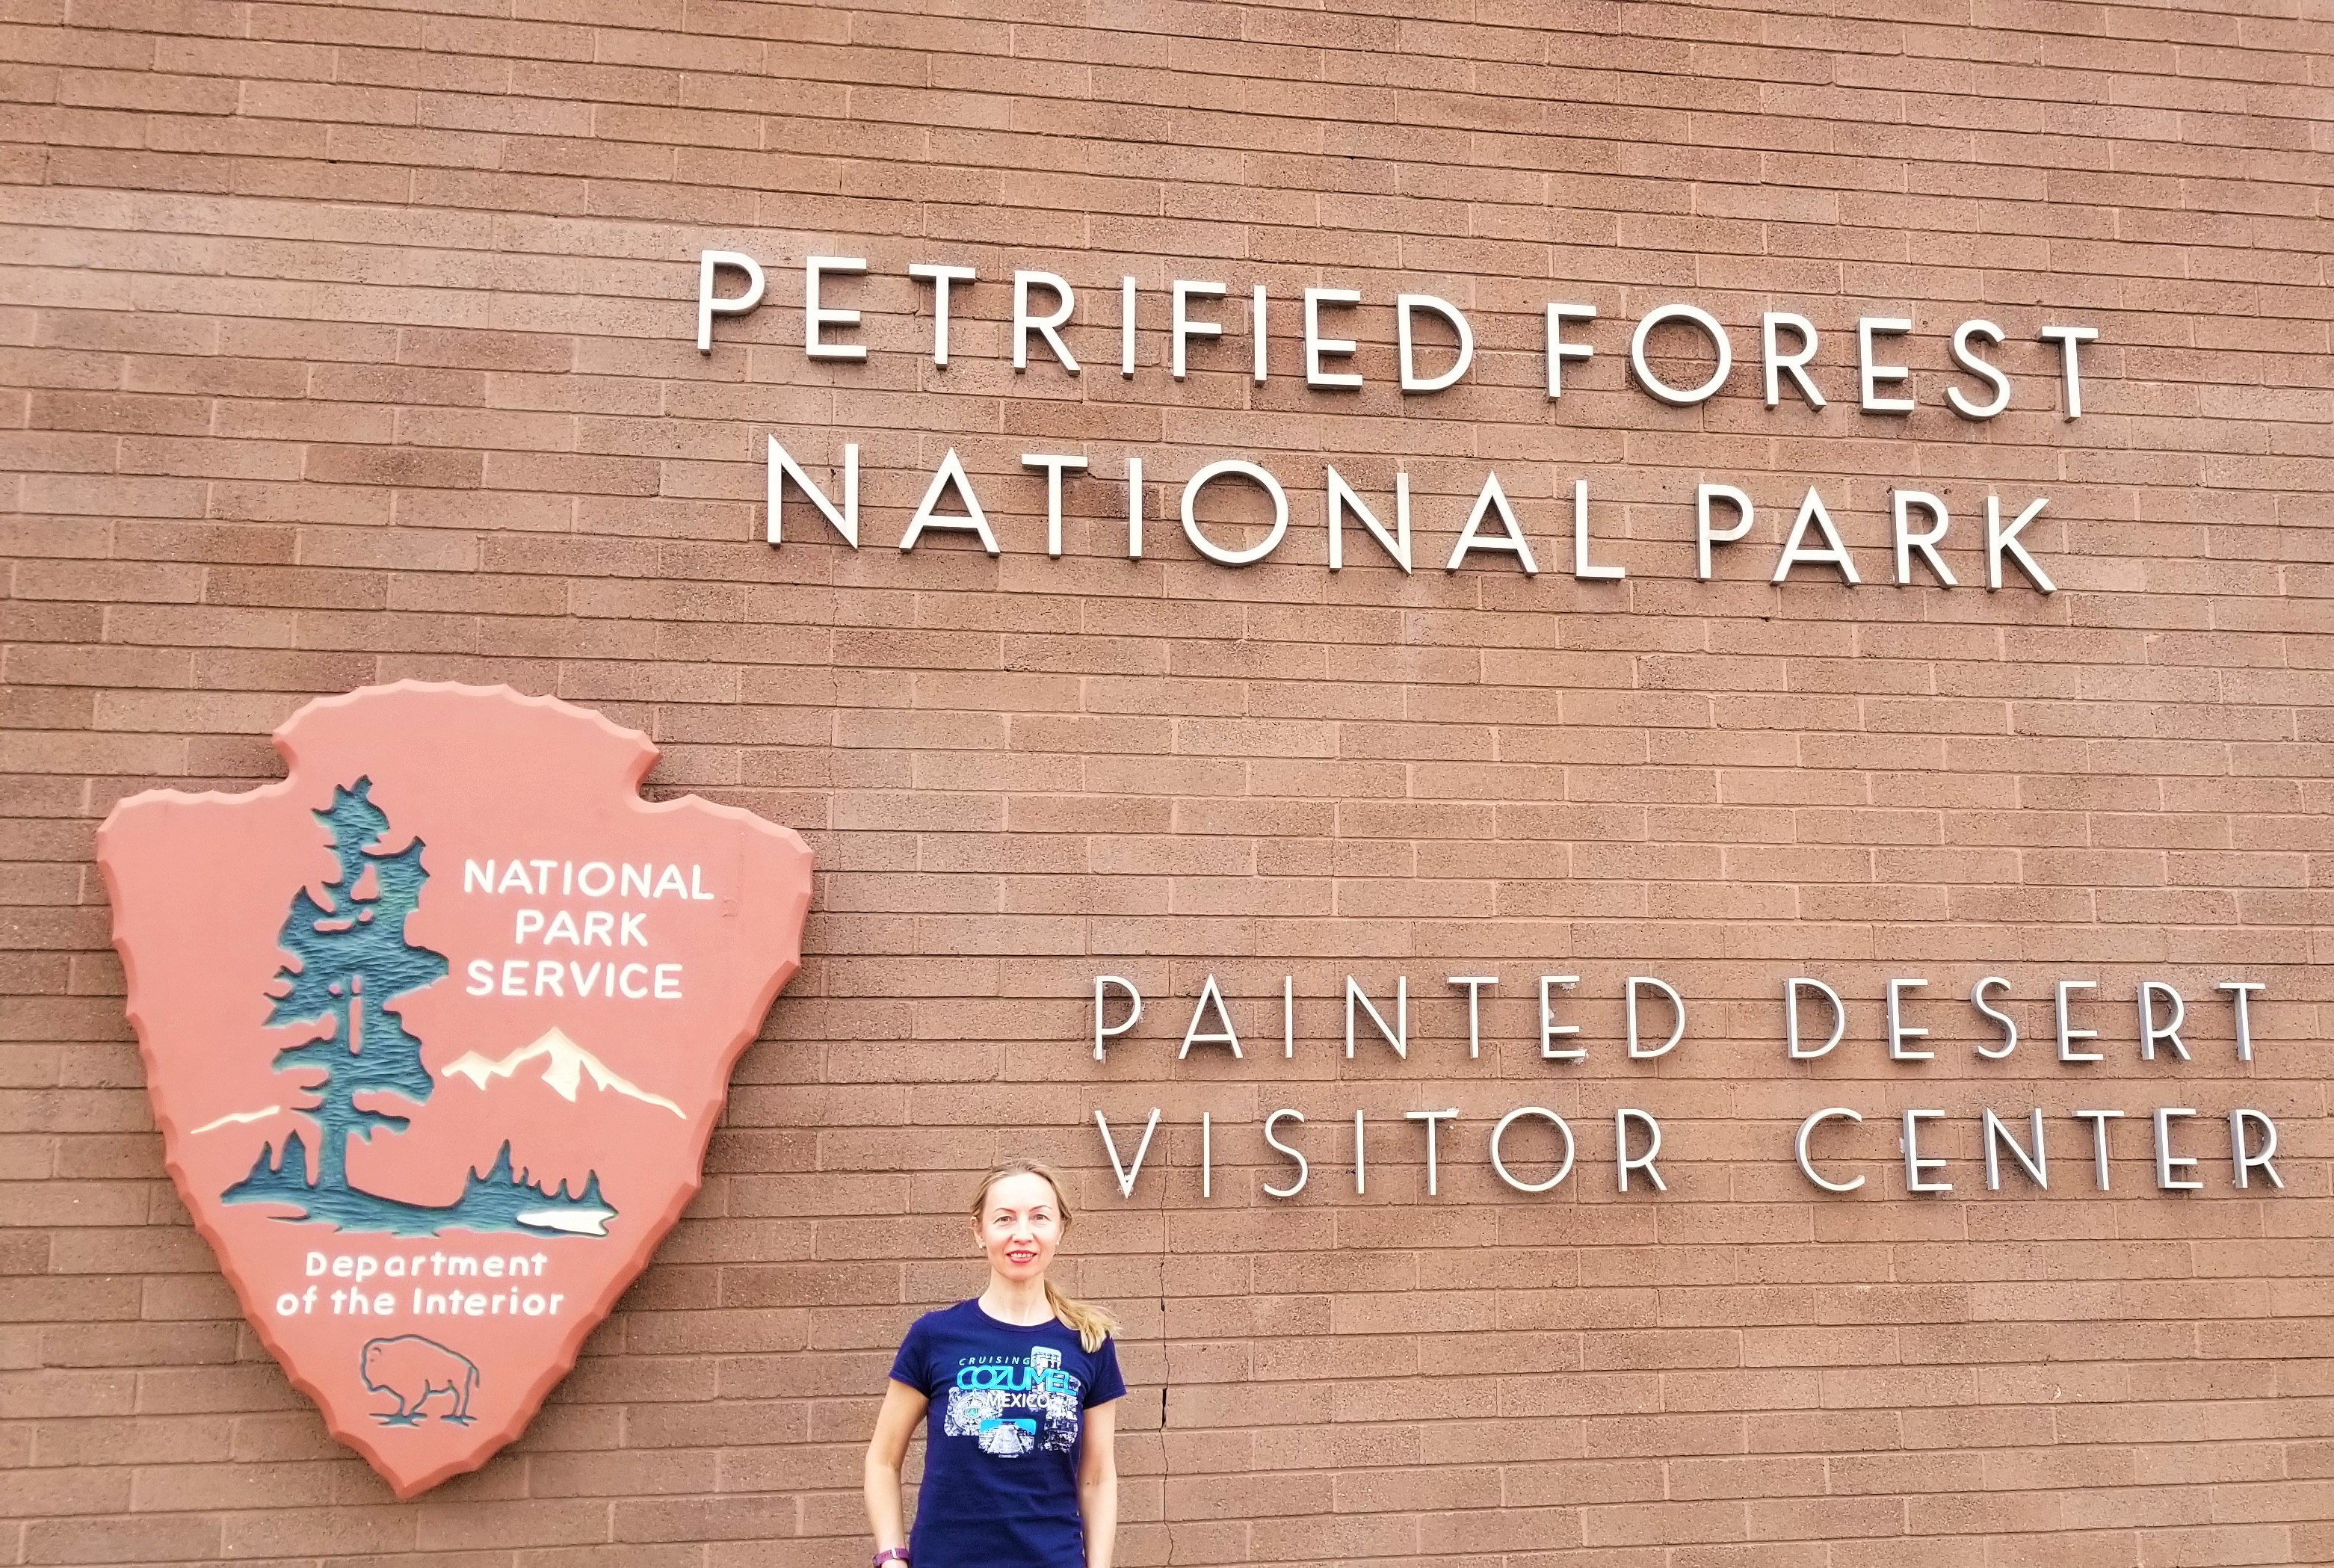 PETRIFIED FOREST
NATIONAL PARK
NATIONAL
PARK
SERVICE
Department
of the Interior
PAINTED DESERT
VISITOR CENTER
CRUISING
COZUMEL
MEXICO